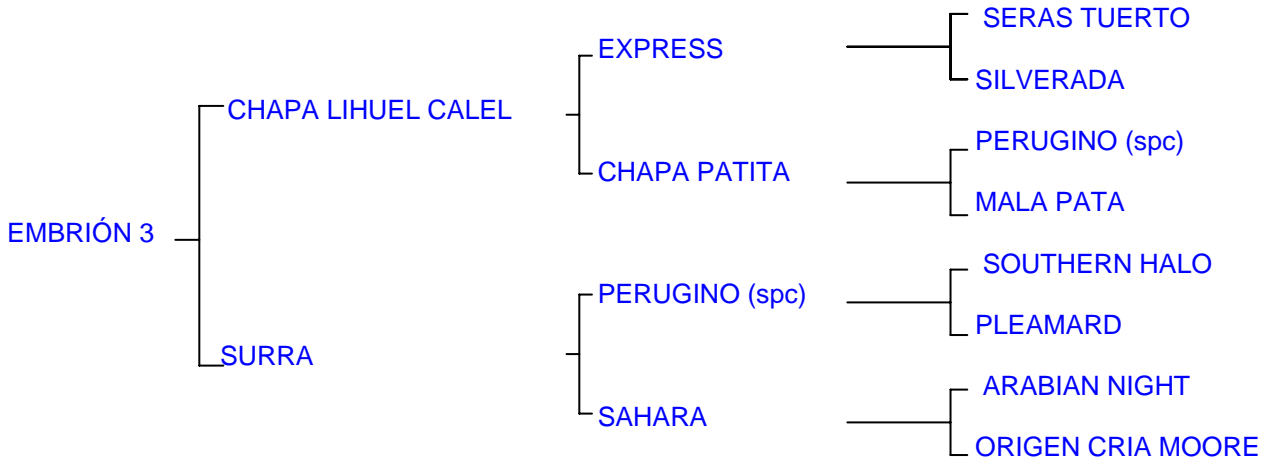 SERAS TUERTO
EXPRESS
SILVERADA
CHAPA LIHUEL CALEL
PERUGINO (spc)
CHAPA PATITA
MALA PATA
EMBRIÓN 3
SOUTHERN HALO
PERUGINO (spc)
PLEAMARD
SURRA
ARABIAN NIGHT
SAHARA
ORIGEN CRIA MOORE